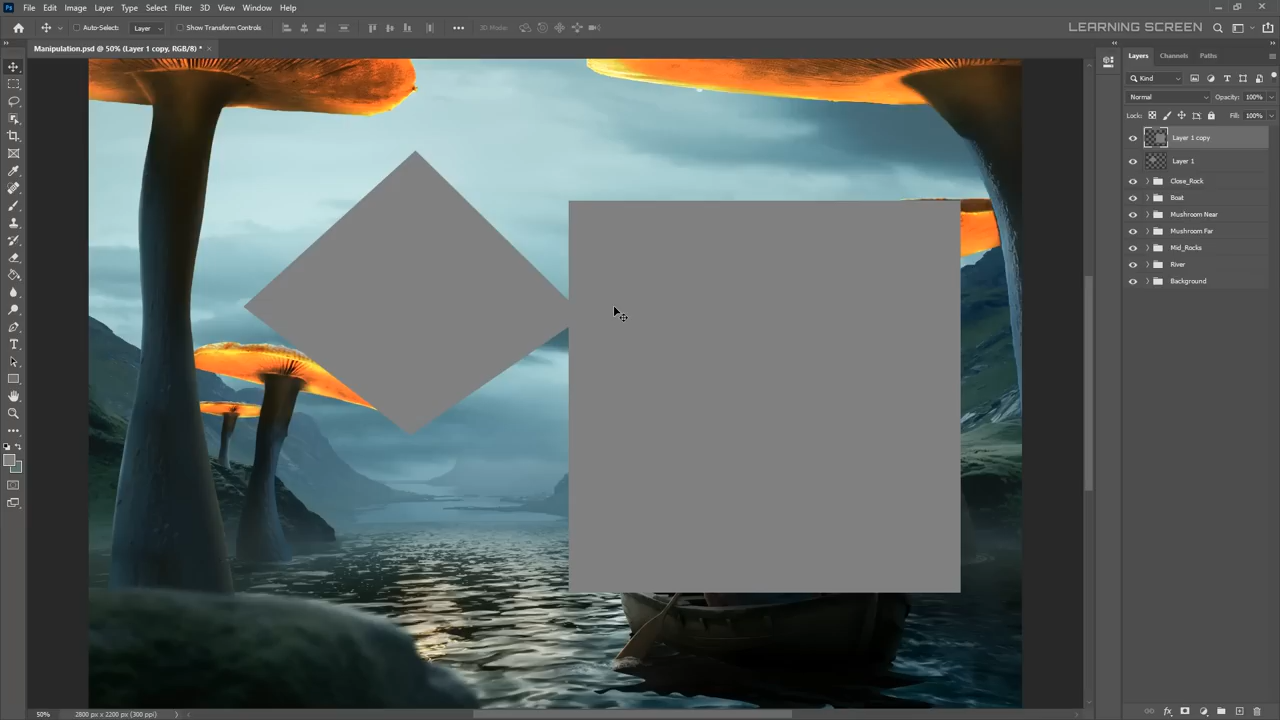 File Edit Image Layer Type Select Filter 3D View Window Help
Auto-Select: Layer Show Transform Controls 3D Mode: LEARNING SCREEN
Manipulation.psd @ 50% (Layer 1 copy, RGB/8) * ×
Layers Channels Paths
Kind
Normal Opacity: 100%
Lock: Fill: 100%
Layer 1 copy
Layer 1
Close_Rock
Boat
Mushroom Near
Mushroom Far
Mid_Rocks
River
Background
50% 2800 px x 2200 px (300 ppi)